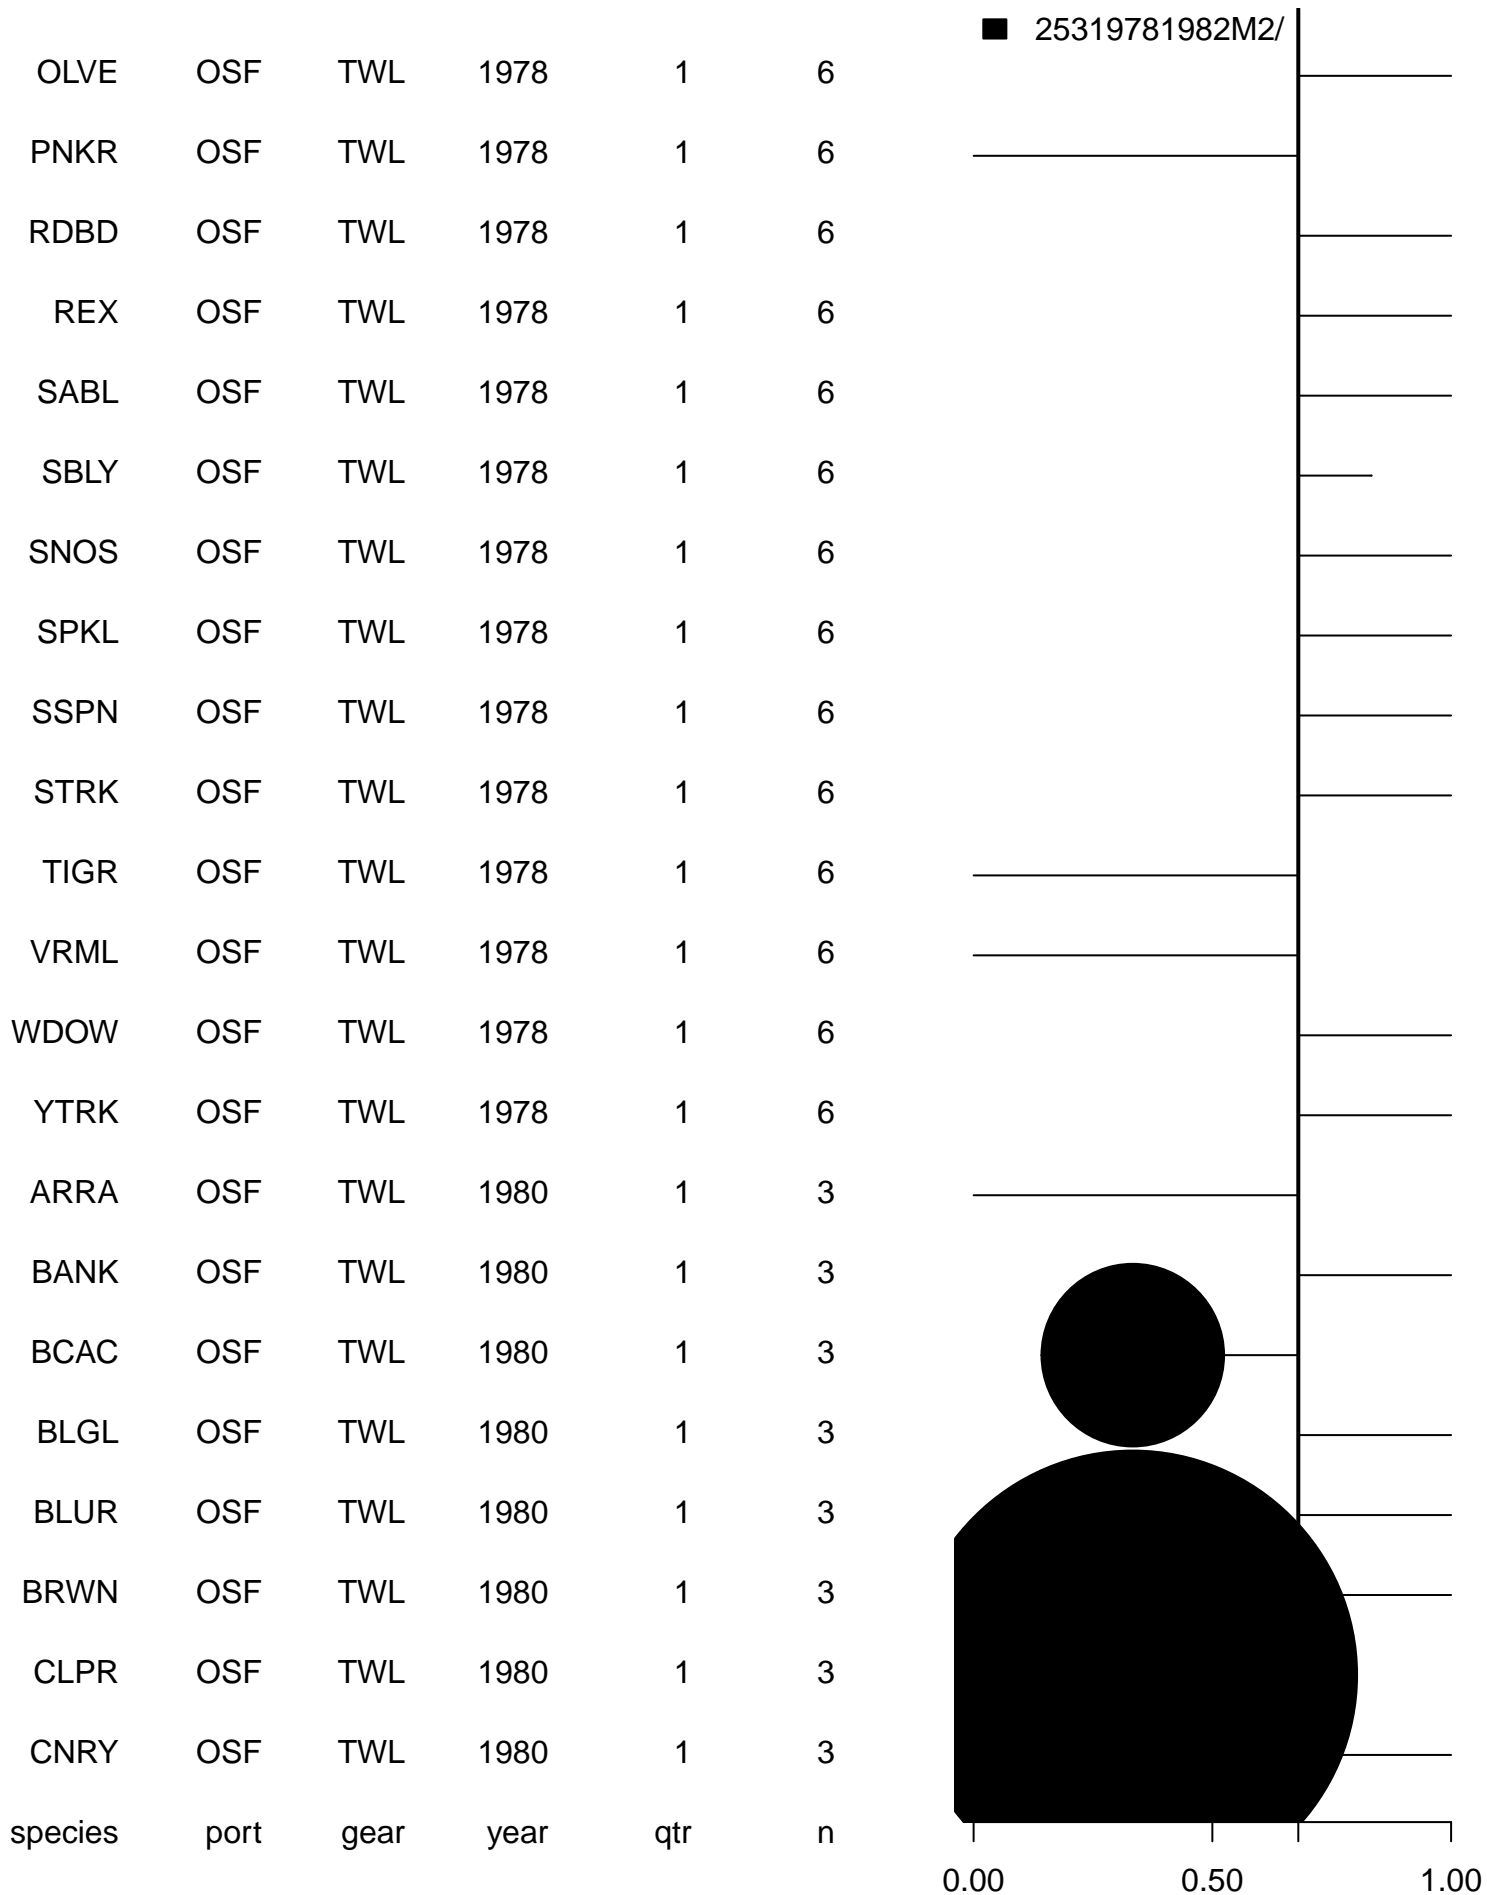 25319781982M2/
OLVE OSF TWL 1978 1 6
PNKR OSF TWL 1978 1 6
RDBD OSF TWL 1978 1 6
REX OSF TWL 1978 1 6
SABL OSF TWL 1978 1 6
SBLY OSF TWL 1978 1 6
SNOS OSF TWL 1978 1 6
SPKL OSF TWL 1978 1 6
SSPN OSF TWL 1978 1 6
STRK OSF TWL 1978 1 6
TIGR OSF TWL 1978 1 6
VRML OSF TWL 1978 1 6
WDOW OSF TWL 1978 1 6
YTRK OSF TWL 1978 1 6
ARRA OSF TWL 1980 1 3
BANK OSF TWL 1980 1 3
BCAC OSF TWL 1980 1 3
BLGL OSF TWL 1980 1 3
BLUR OSF TWL 1980 1 3
BRWN OSF TWL 1980 1 3
CLPR OSF TWL 1980 1 3
CNRY OSF TWL 1980 1 3
species port gear year qtr n
0.00 0.50 1.00